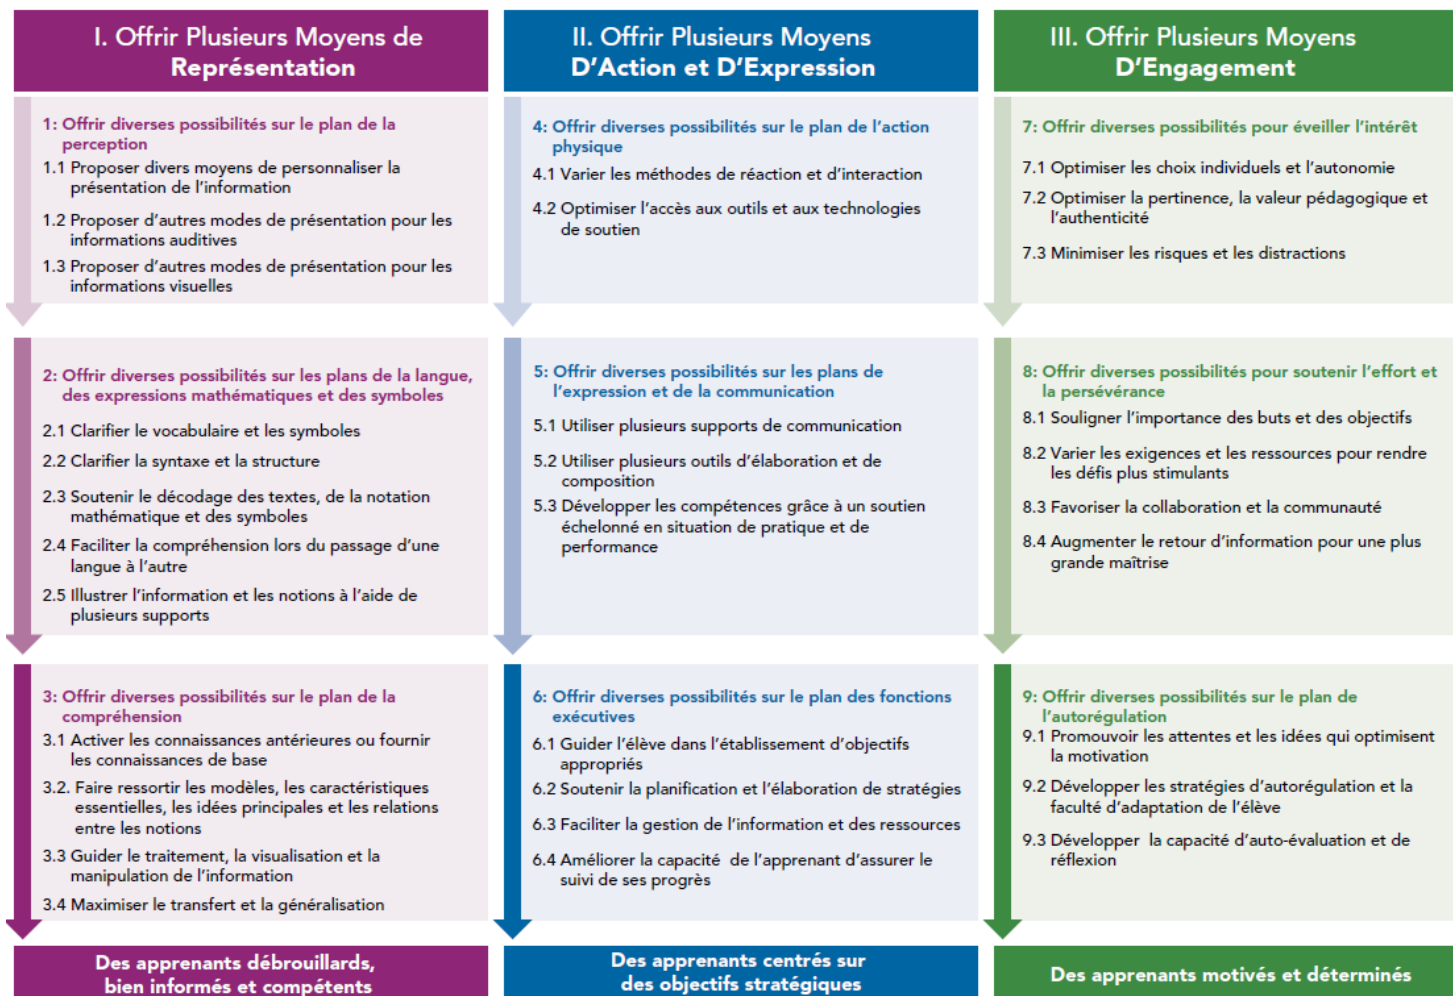 I. Offrir Plusieurs Moyens de
Représentation
1: Offrir diverses possibilités sur le plan de la
perception
1.1 Proposer divers moyens de personnaliser la
présentation de l'information
1.2 Proposer d'autres modes de présentation pour les
informations auditives
1.3 Proposer d'autres modes de présentation pour les
informations visuelles
2: Offrir diverses possibilités sur les plans de la langue,
des expressions mathématiques et des symboles
2.1 Clarifier le vocabulaire et les symboles
2.2 Clarifier la syntaxe et la structure
2.3 Soutenir le décodage des textes, de la notation
mathématique et des symboles
2.4 Faciliter la compréhension lors du passage d'une
langue à l'autre
2.5 Illustrer l'information et les notions à l'aide de
plusieurs supports
3: Offrir diverses possibilités sur le plan de la
compréhension
3.1 Activer les connaissances antérieures ou fournir
les connaissances de base
3.2. Faire ressortir les modèles, les caractéristiques
essentielles, les idées principales et les relations
entre les notions
3.3 Guider le traitement, la visualisation et la
manipulation de l'information
3.4 Maximiser le transfert et la généralisation
Des apprenants débrouillards,
bien informés et compétents
II. Offrir Plusieurs Moyens
D'Action et D'Expression
4: Offrir diverses possibilités sur le plan de l'action
physique
4.1 Varier les méthodes de réaction et d'interaction
4.2 Optimiser l'accès aux outils et aux technologies
de soutien
5: Offrir diverses possibilités sur les plans de
l'expression et de la communication
5.1 Utiliser plusieurs supports de communication
5.2 Utiliser plusieurs outils d'élaboration et de
composition
5.3 Développer les compétences grâce à un soutien
échelonné en situation de pratique et de
performance
6: Offrir diverses possibilités sur le plan des fonctions
exécutives
6.1 Guider l'élève dans l'établissement d'objectifs
appropriés
6.2 Soutenir la planification et l'élaboration de stratégies
6.3 Faciliter la gestion de l'information et des ressources
6.4 Améliorer la capacité de l'apprenant d'assurer le
suivi de ses progrès
Des apprenants centrés sur
des objectifs stratégiques
III. Offrir Plusieurs Moyens
D'Engagement
7: Offrir diverses possibilités pour éveiller l'intérêt
7.1 Optimiser les choix individuels et l'autonomie
7.2 Optimiser la pertinence, la valeur pédagogique et
l'authenticité
7.3 Minimiser les risques et les distractions
8: Offrir diverses possibilités pour soutenir l'effort et
la persévérance
8.1 Souligner l'importance des buts et des objectifs
8.2 Varier les exigences et les ressources pour rendre
les défis plus stimulants
8.3 Favoriser la collaboration et la communauté
8.4 Augmenter le retour d'information pour une plus
grande maîtrise
9: Offrir diverses possibilités sur le plan de
l'autorégulation
9.1 Promouvoir les attentes et les idées qui optimisent
la motivation
9.2 Développer les stratégies d'autorégulation et la
faculté d'adaptation de l'élève
9.3 Développer la capacité d'auto-évaluation et de
réflexion
Des apprenants motivés et déterminés